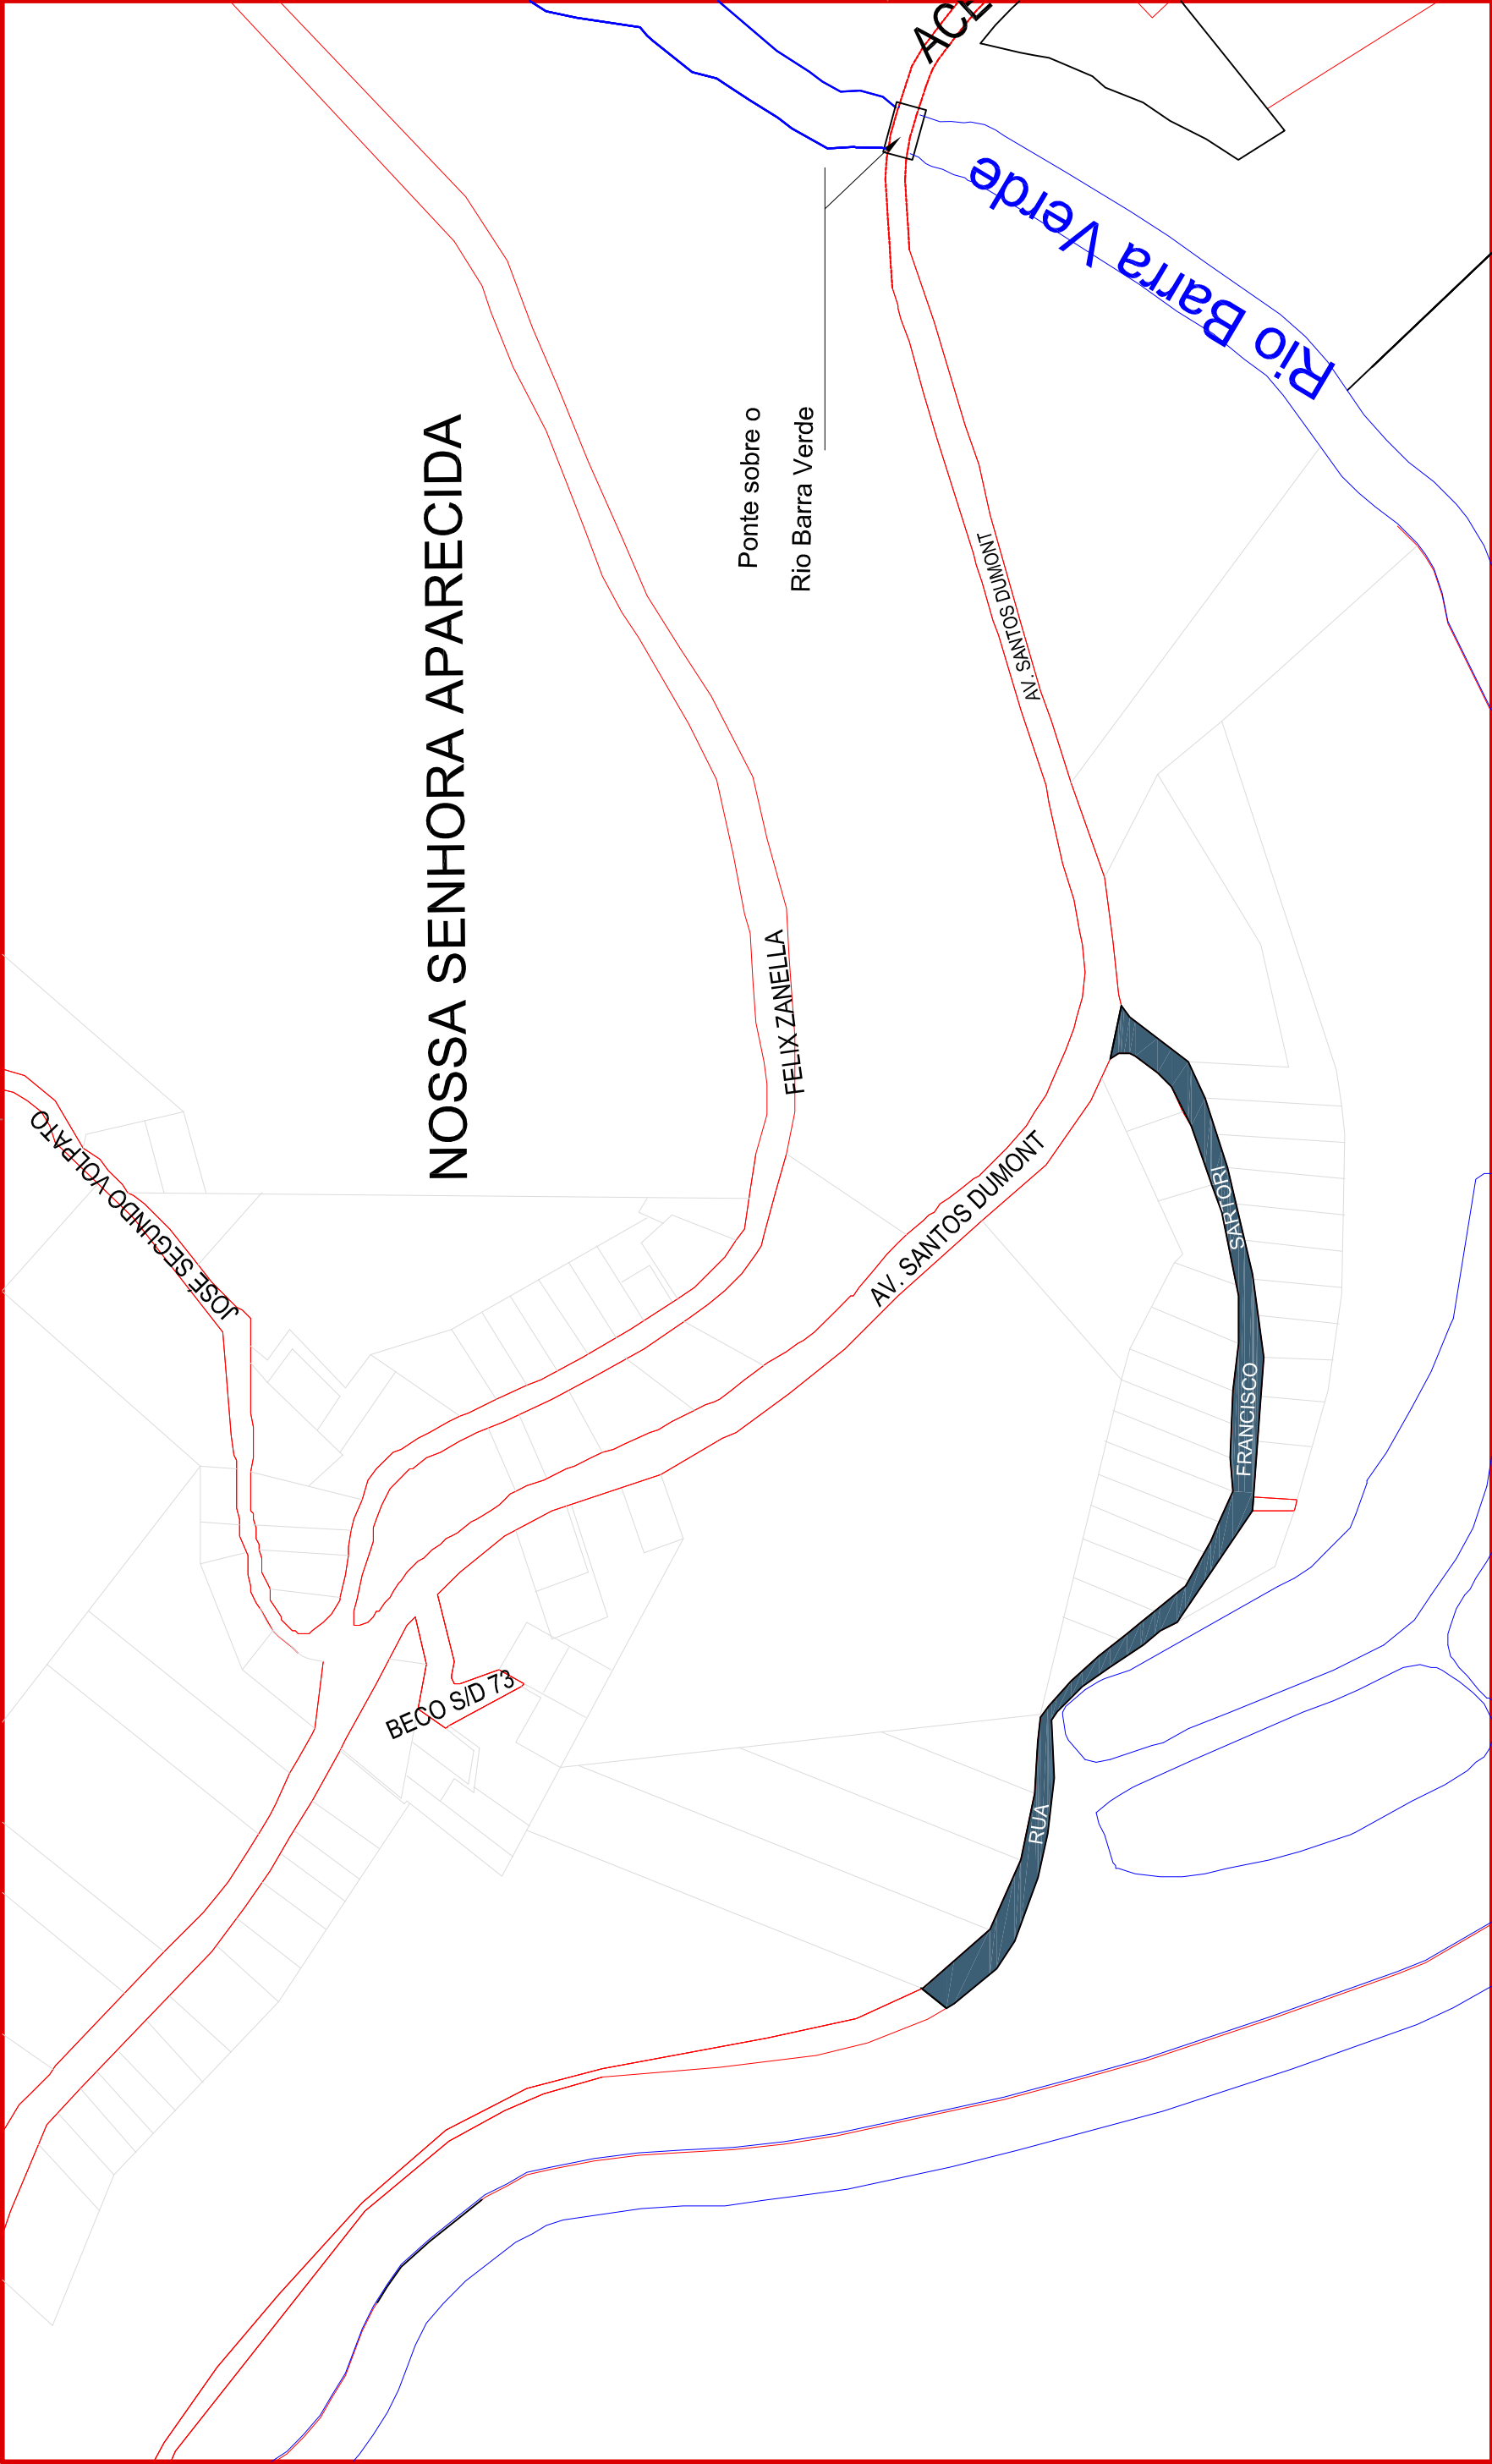 ACE
Rio Barra Verde
Ponte sobre o
Rio Barra Verde
NOSSA SENHORA APARECIDA
AV. SANTOS DUMONT
FELIX ZANELLA
JOSÉ SEGUNDO VOLPATO
AV. SANTOS DUMONT
BECO S/D 73
RUA FRANCISCO SARTORI